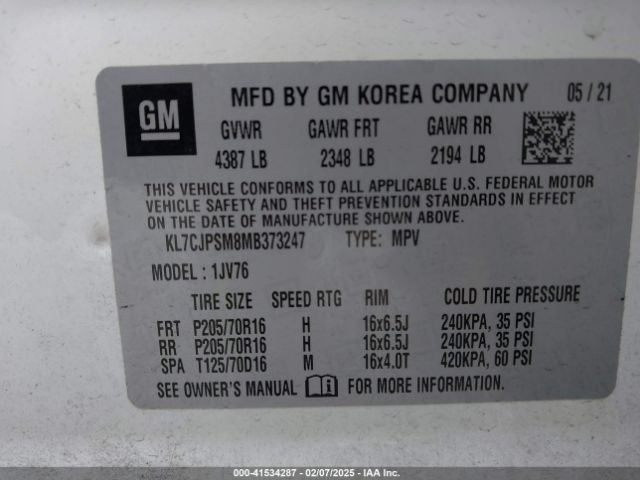 GM
MFD BY GM KOREA COMPANY 05 / 21
GVWR GAWR FRT GAWR RR
4387 LB 2348 LB 2194 LB
THIS VEHICLE CONFORMS TO ALL APPLICABLE U.S. FEDERAL MOTOR
VEHICLE SAFETY AND THEFT PREVENTION STANDARDS IN EFFECT
ON THE DATE OF MANUFACTURE SHOWN ABOVE.
KL7CJPSM8MB373247 TYPE: MPV
MODEL : 1JV76
TIRE SIZE SPEED RTG RIM COLD TIRE PRESSURE
FRT P205/70R16 H 16x6.5J 240KPA, 35 PSI
RR P205/70R16 H 16x6.5J 240KPA, 35 PSI
SPA T125/70D16 M 16x4.0T 420KPA, 60 PSI
SEE OWNER'S MANUAL FOR MORE INFORMATION.
000-41534287 - 02/07/2025 - IAA Inc.